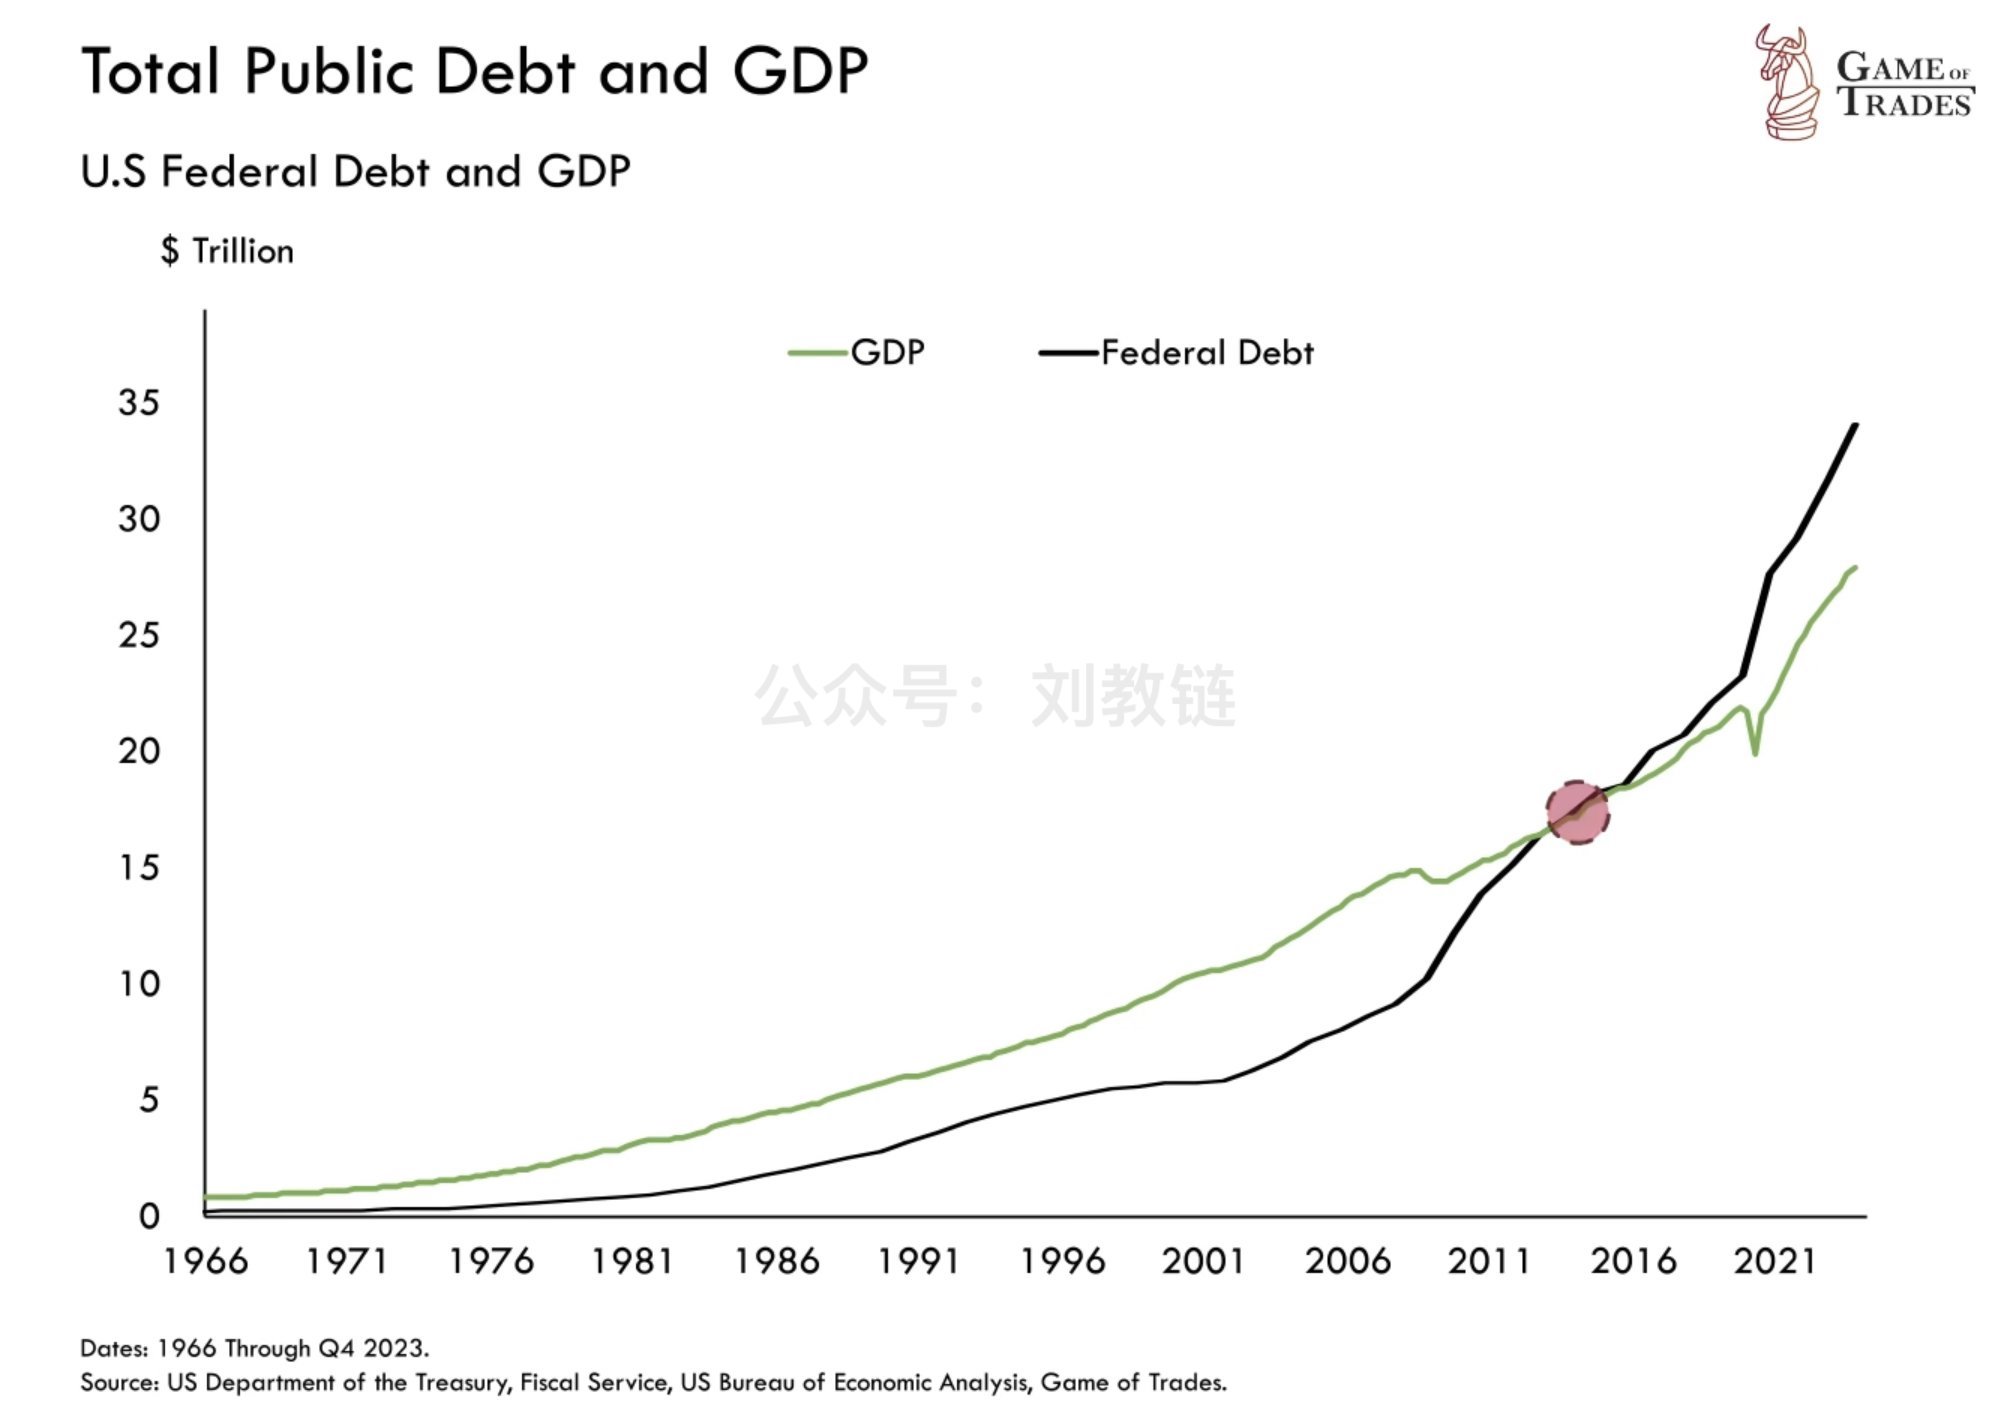 Total Public Debt and GDP
GAME OF
TRADES
U.S Federal Debt and GDP
$ Trillion
GDP
Federal Debt
35
30
25
20
15
10
5
0
公众号：刘教链
1966 1971 1976 1981 1986 1991 1996 2001 2006 2011 2016 2021
Dates: 1966 Through Q4 2023.
Source: US Department of the Treasury, Fiscal Service, US Bureau of Economic Analysis, Game of Trades.